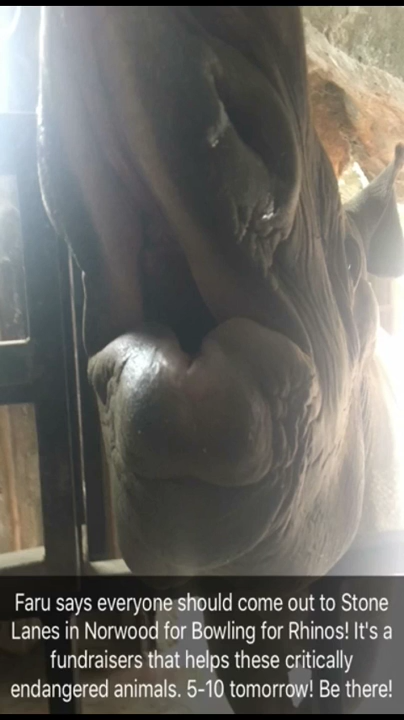 Faru says everyone should come out to Stone
Lanes in Norwood for Bowling for Rhinos! It's a
fundraisers that helps these critically
endangered animals. 5-10 tomorrow! Be there!